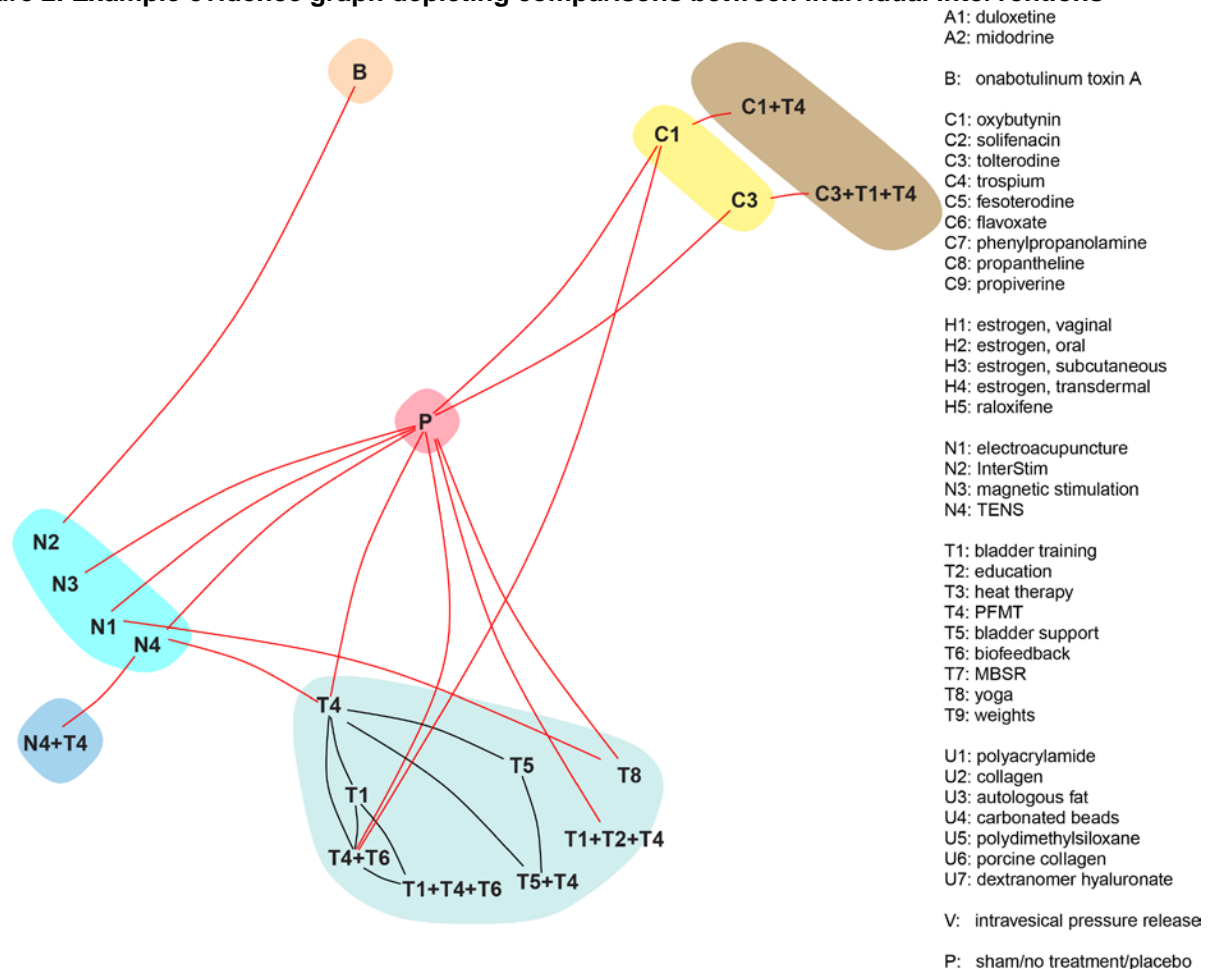 A1: duloxetine
A2: midodrine
B: onabotulinum toxin A
C1: oxybutynin
C2: solifenacin
C3: tolterodine
C4: trospium
C5: fesoterodine
C6: flavoxate
C7: phenylpropanolamine
C8: propantheline
C9: propiverine
H1: estrogen, vaginal
H2: estrogen, oral
H3: estrogen, subcutaneous
H4: estrogen, transdermal
H5: raloxifene
N1: electroacupuncture
N2: InterStim
N3: magnetic stimulation
N4: TENS
T1: bladder training
T2: education
T3: heat therapy
T4: PFMT
T5: bladder support
T6: biofeedback
T7: MBSR
T8: yoga
T9: weights
U1: polyacrylamide
U2: collagen
U3: autologous fat
U4: carbonated beads
U5: polydimethylsiloxane
U6: porcine collagen
U7: dextranomer hyaluronate
V: intravesical pressure release
P: sham/no treatment/placebo
B
C1+T4
C1
C3
C3+T1+T4
P
N2
N3
N1
N4
N4+T4
T4
T5
T8
T1
T1+T2+T4
T4+T6
T1+T4+T6
T5+T4